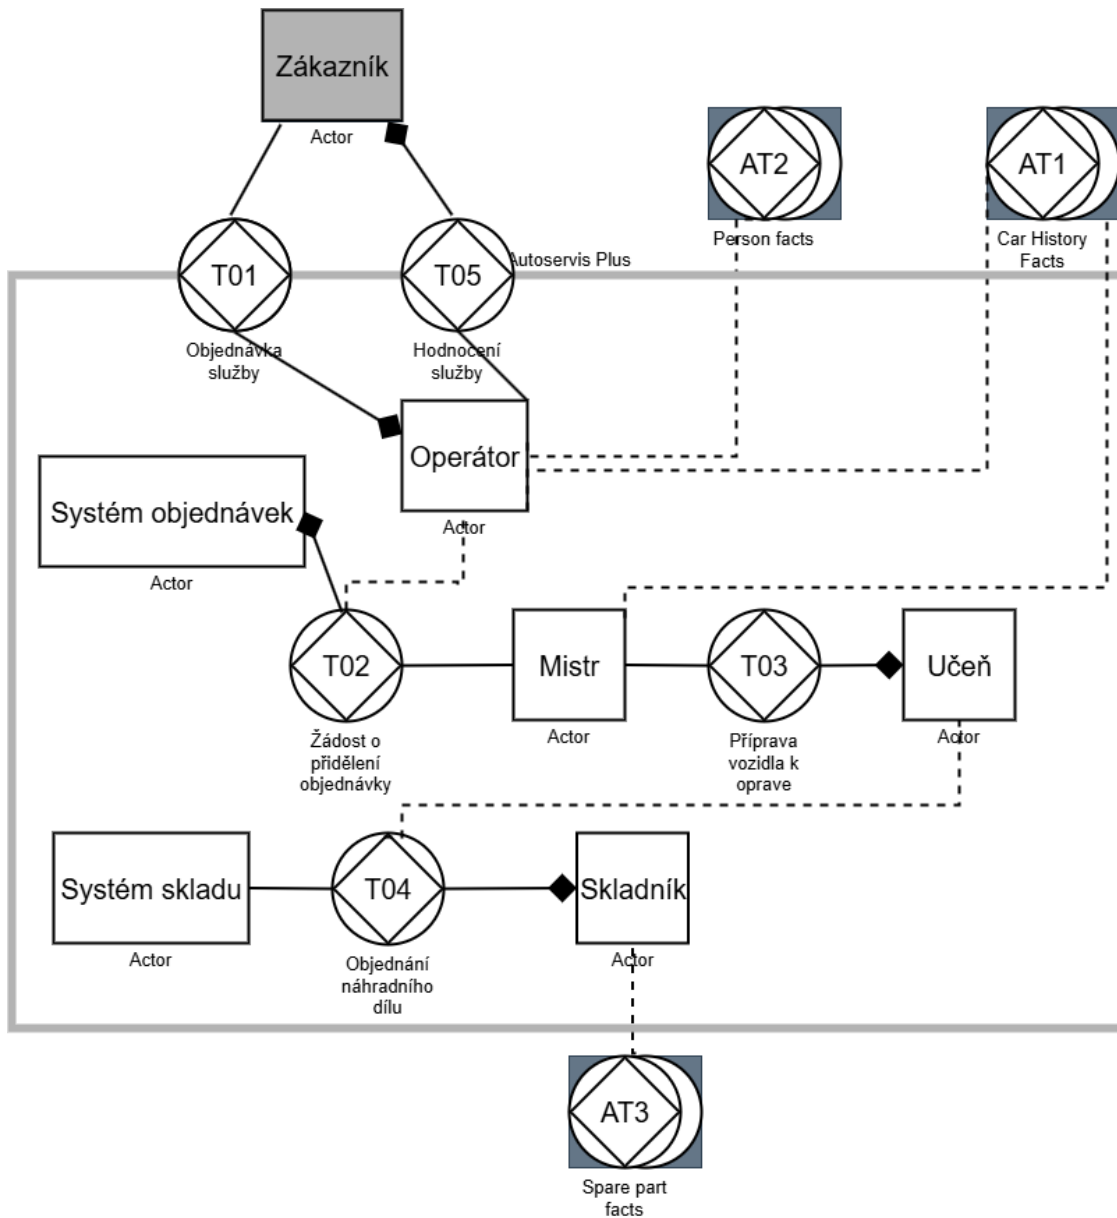 Zákazník
Actor
AT2
AT1
Person facts
Car History
Facts
T01
T05
Autoservis Plus
Objednávka
služby
Hodnocení
služby
Operátor
Actor
Systém objednávek
Actor
T02
Mistr
T03
Učeň
Žádost o
přidělení
objednávky
Actor
Příprava
vozidla k
oprave
Actor
Systém skladu
T04
Skladník
Actor
Objednání
náhradního
dílu
Actor
AT3
Spare part
facts